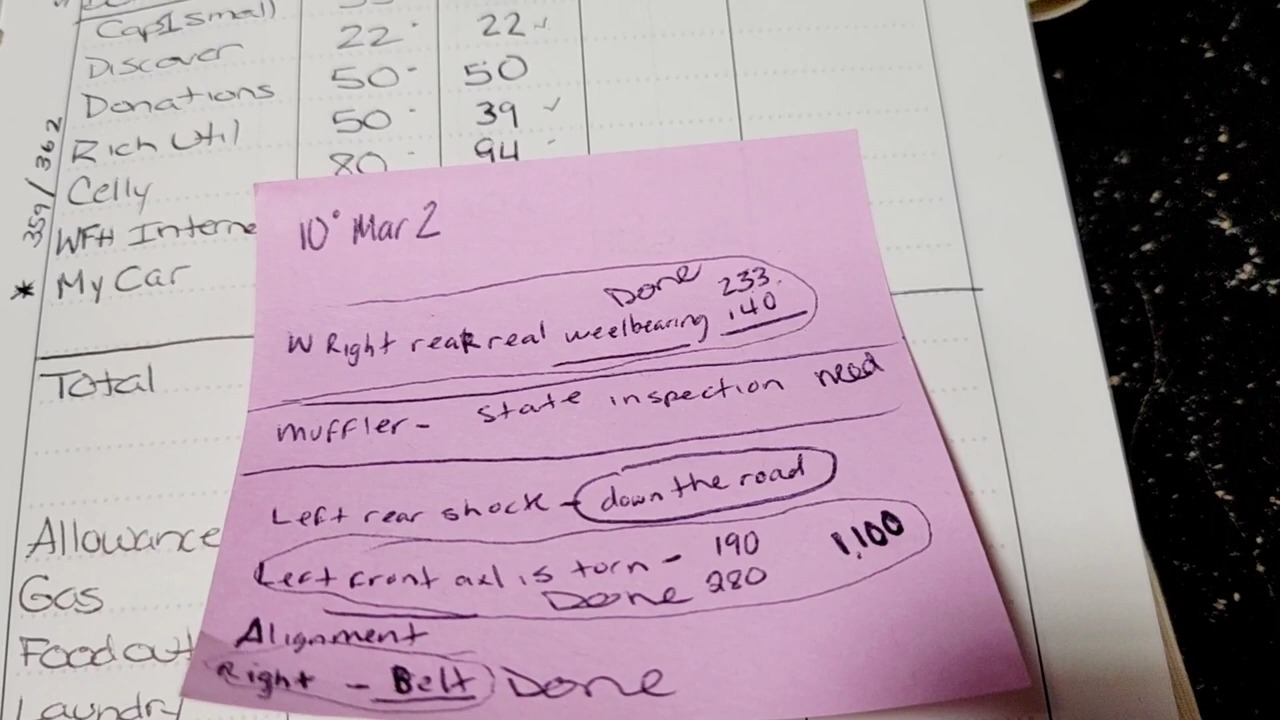 Cap1 small)
22 22
Discover 50 50
Donations 50 39
Rich Util 80 94
Celly
359/362
WFH Interne
* My Car
Total
Allowance
Gas
Food out
Laundry
10° Mar 2
Done 233.
W Right rear real weelbearing 140
muffler - state inspection need
Left rear shock - down the road
Left front axl is torn - 190 1,100
Done 280
Alignment
Right - Belt Done